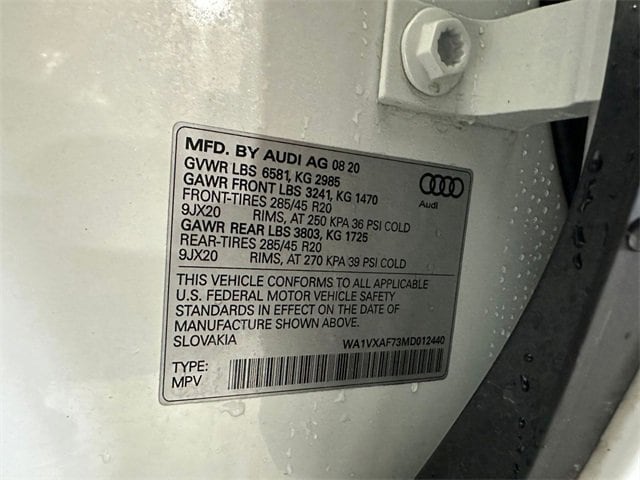 MFD. BY AUDI AG 08 20
GVWR LBS 6581, KG 2985
GAWR FRONT LBS 3241, KG 1470
FRONT-TIRES 285/45 R20
9JX20 RIMS, AT 250 KPA 36 PSI COLD
GAWR REAR LBS 3803, KG 1725
REAR-TIRES 285/45 R20
9JX20 RIMS, AT 270 KPA 39 PSI COLD
Audi
THIS VEHICLE CONFORMS TO ALL APPLICABLE
U.S. FEDERAL MOTOR VEHICLE SAFETY
STANDARDS IN EFFECT ON THE DATE OF
MANUFACTURE SHOWN ABOVE.
SLOVAKIA WA1VXAF73MD012440
TYPE:
MPV